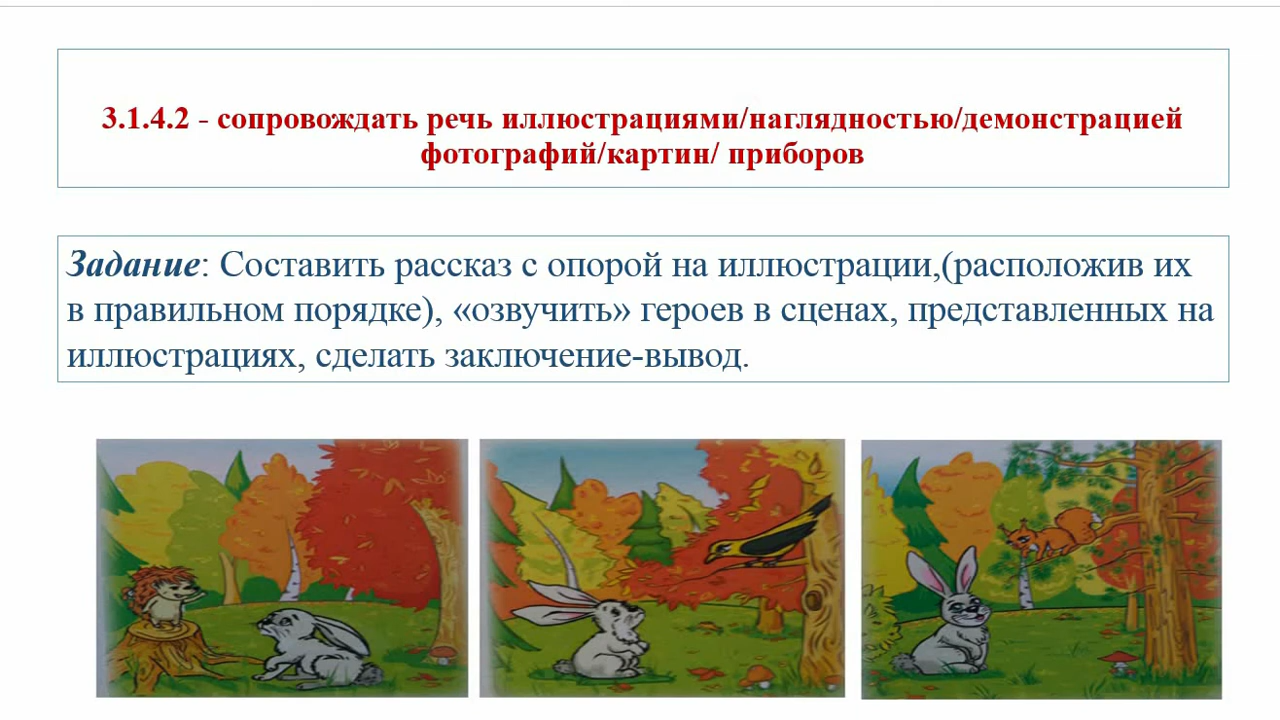 3.1.4.2 - сопровождать речь иллюстрациями/наглядностью/демонстрацией
фотографий/картин/ приборов
Задание: Составить рассказ с опорой на иллюстрации,(расположив их
в правильном порядке), «озвучить» героев в сценах, представленных на
иллюстрациях, сделать заключение-вывод.